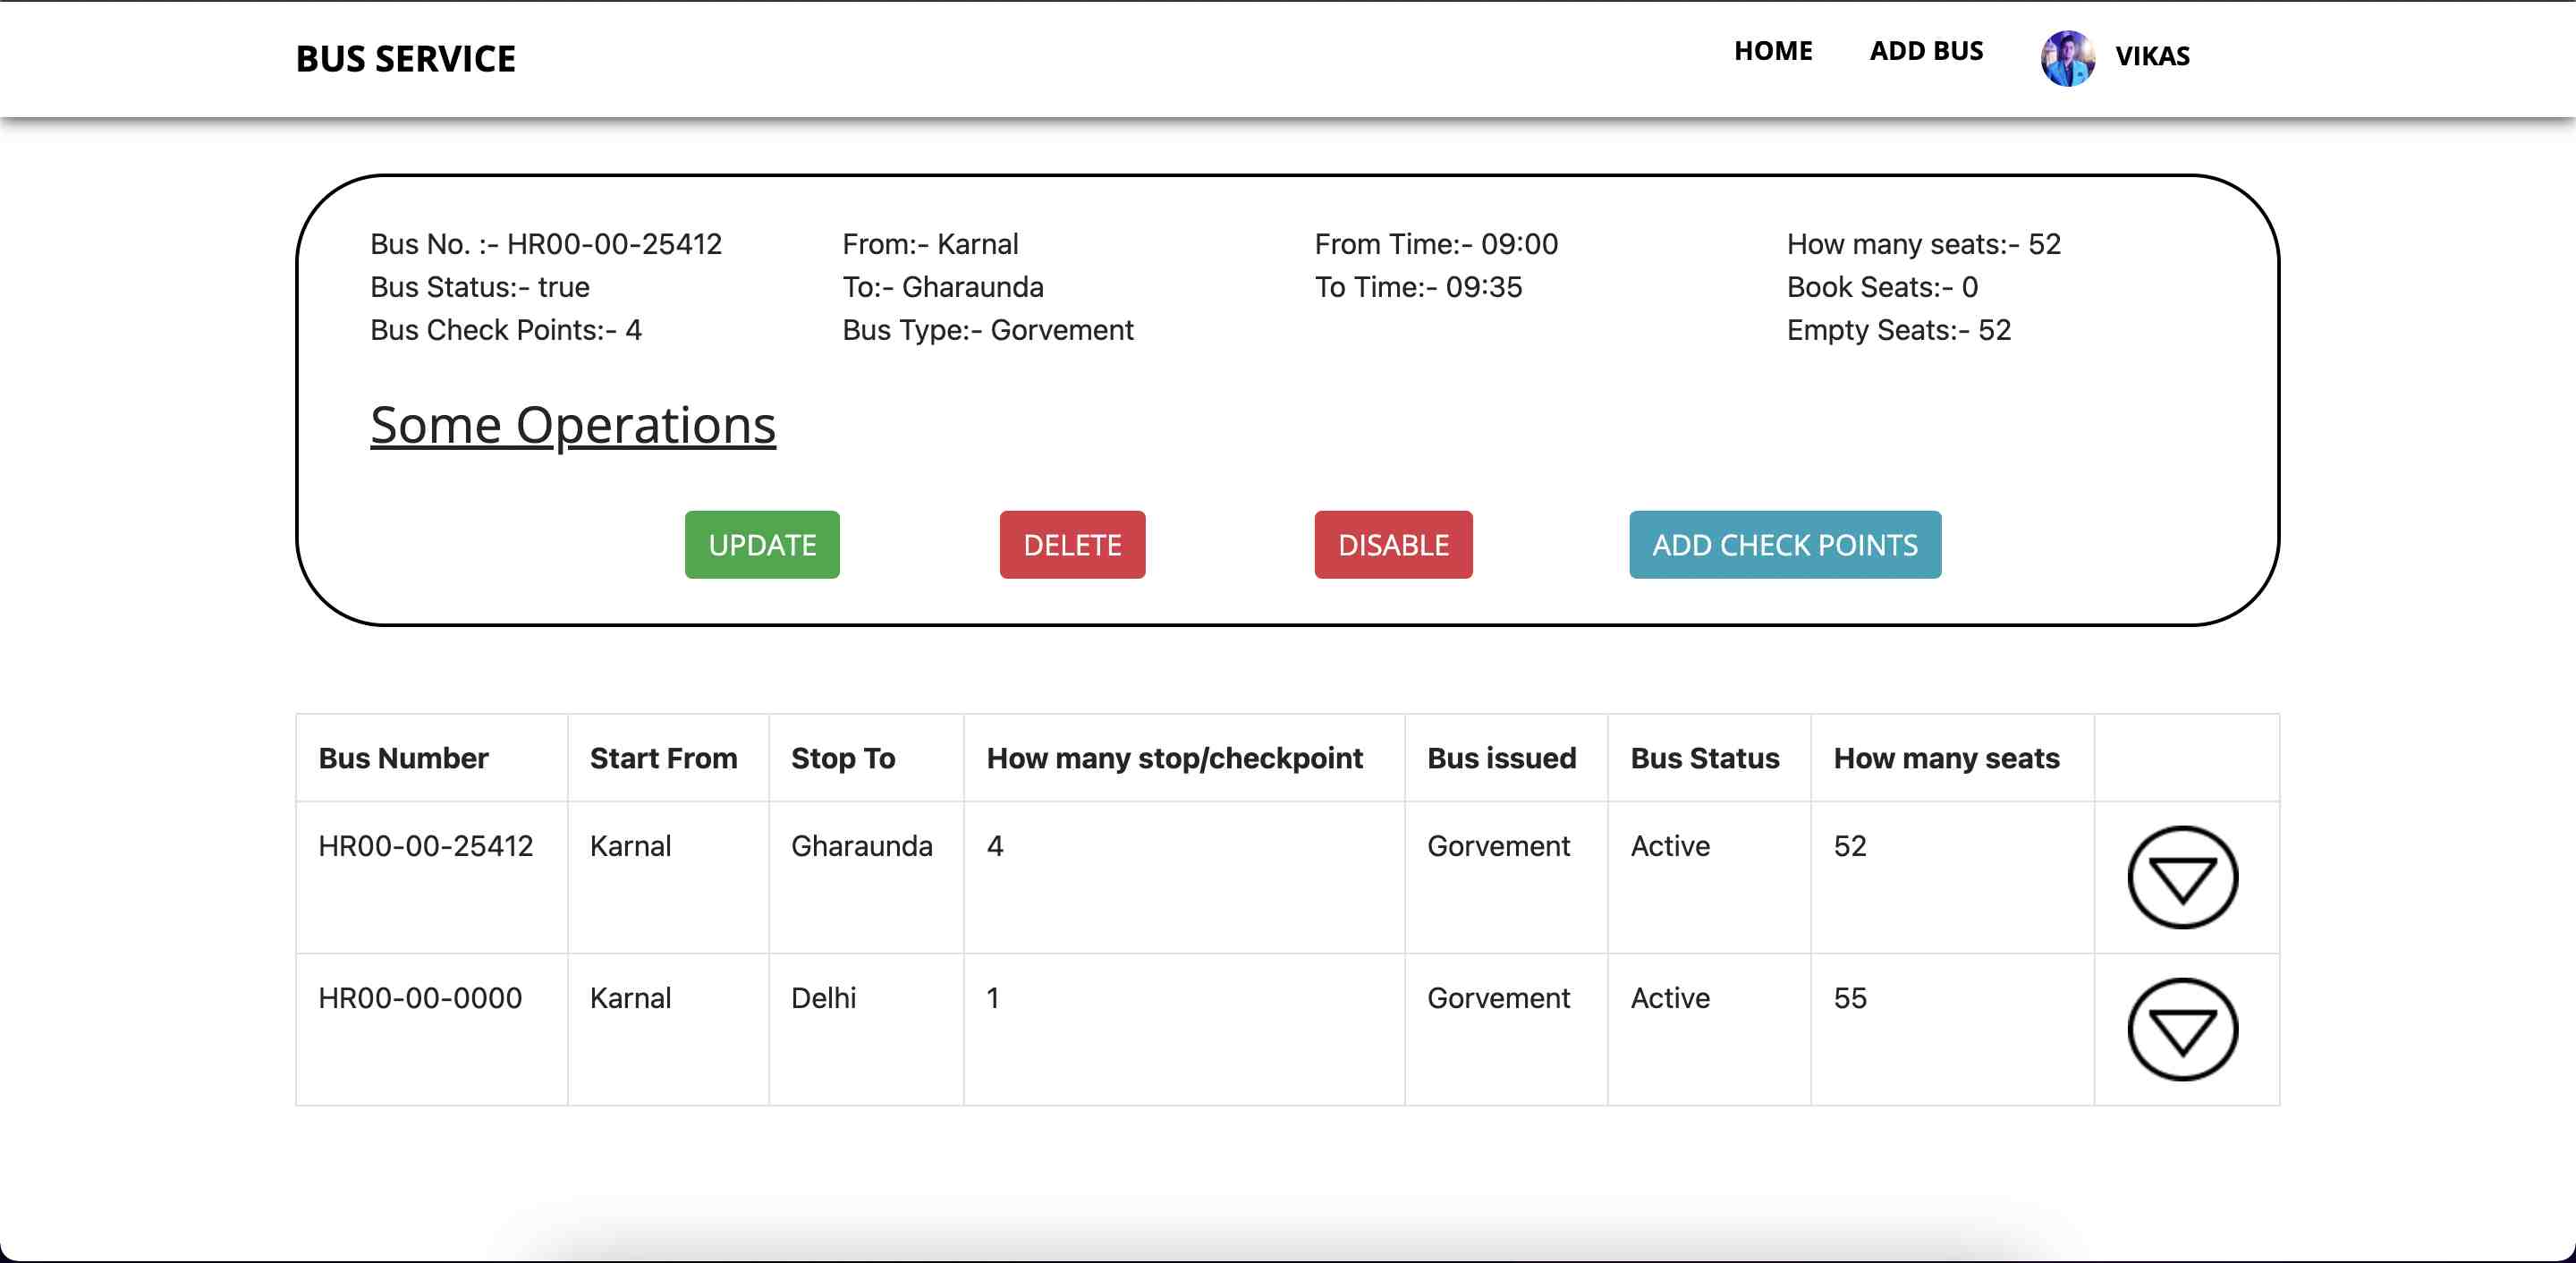 BUS SERVICE HOME ADD BUS VIKAS
Bus No. :- HR00-00-25412 From:- Karnal From Time:- 09:00 How many seats:- 52
Bus Status:- true To:- Gharaunda To Time:- 09:35 Book Seats:- 0
Bus Check Points:- 4 Bus Type:- Gorvement Empty Seats:- 52
Some Operations
UPDATE DELETE DISABLE ADD CHECK POINTS
Bus Number Start From Stop To How many stop/checkpoint Bus issued Bus Status How many seats
HR00-00-25412 Karnal Gharaunda 4 Gorvement Active 52
HR00-00-0000 Karnal Delhi 1 Gorvement Active 55